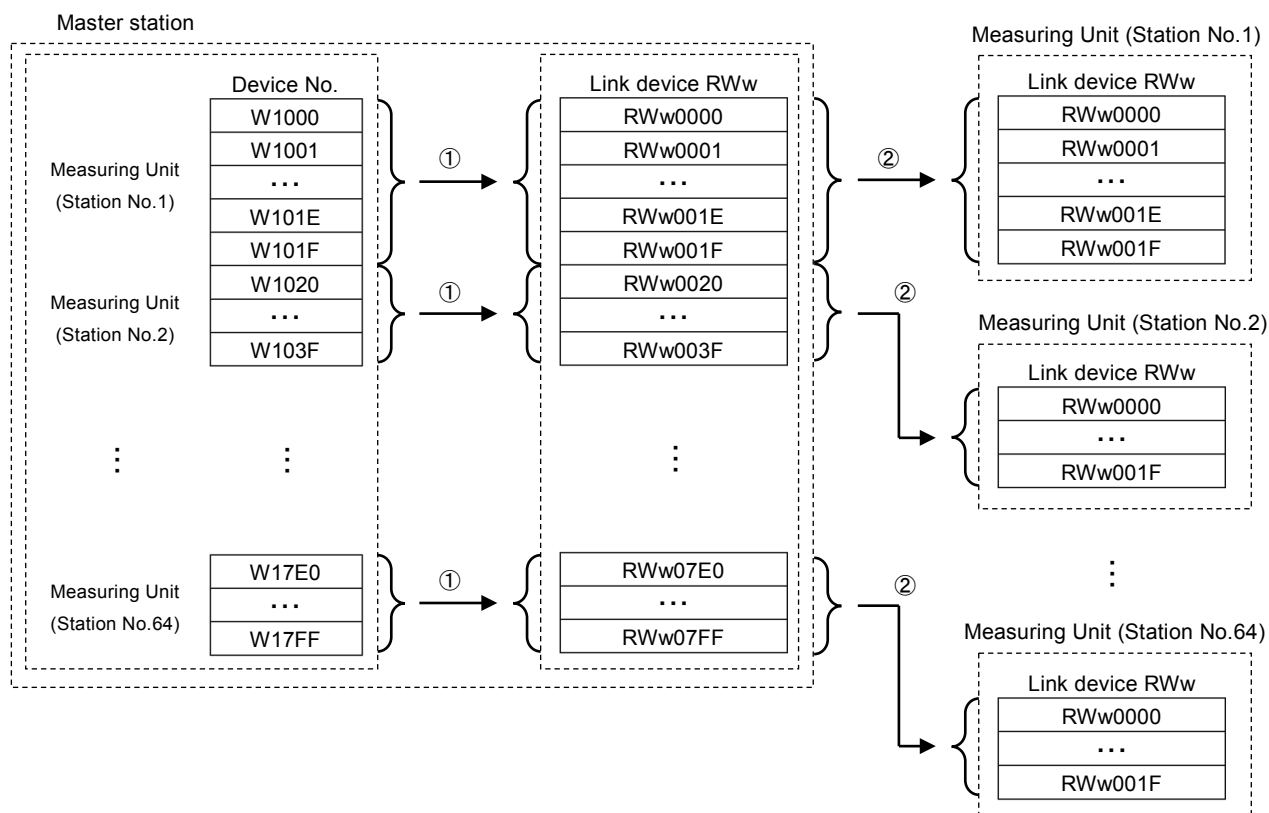 Master station
Device No.
Measuring Unit
(Station No.1)
W1000
W1001
...
W101E
W101F
Measuring Unit
(Station No.2)
W1020
...
W103F
⋮
⋮
Measuring Unit
(Station No.64)
W17E0
...
W17FF
①
①
①
Link device RWw
RWw0000
RWw0001
...
RWw001E
RWw001F
RWw0020
...
RWw003F
⋮
RWw07E0
...
RWw07FF
②
②
②
Measuring Unit (Station No.1)
Link device RWw
RWw0000
RWw0001
...
RWw001E
RWw001F
Measuring Unit (Station No.2)
Link device RWw
RWw0000
...
RWw001F
⋮
Measuring Unit (Station No.64)
Link device RWw
RWw0000
...
RWw001F